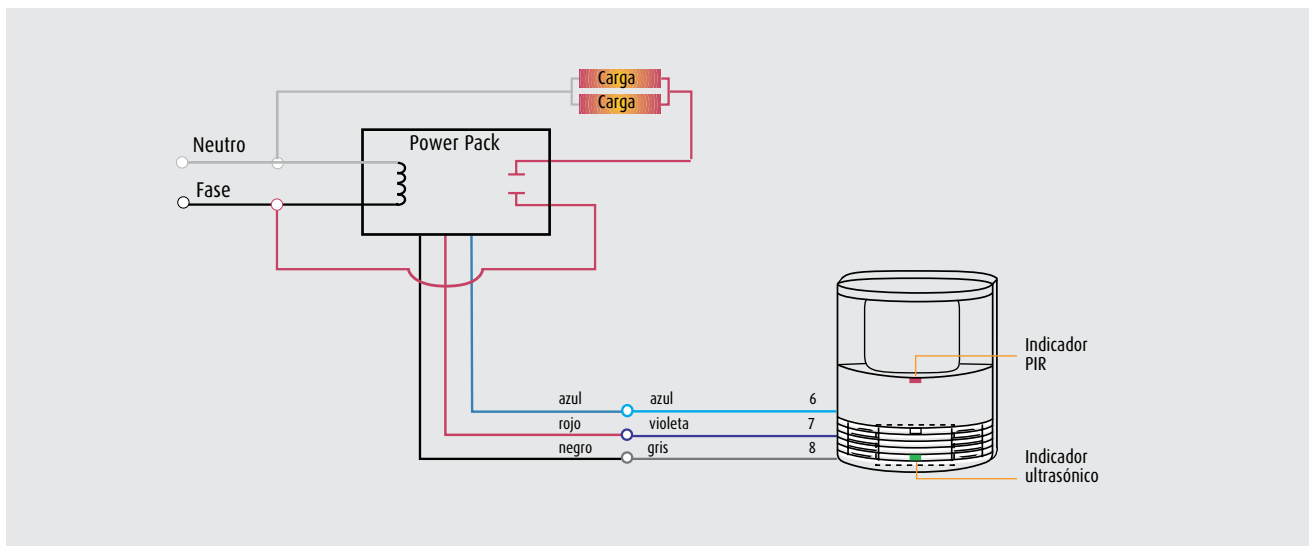 Carga
Carga
Neutro
Power Pack
Fase
Indicador
PIR
azul azul 6
rojo violeta 7
negro gris 8
Indicador
ultrasónico